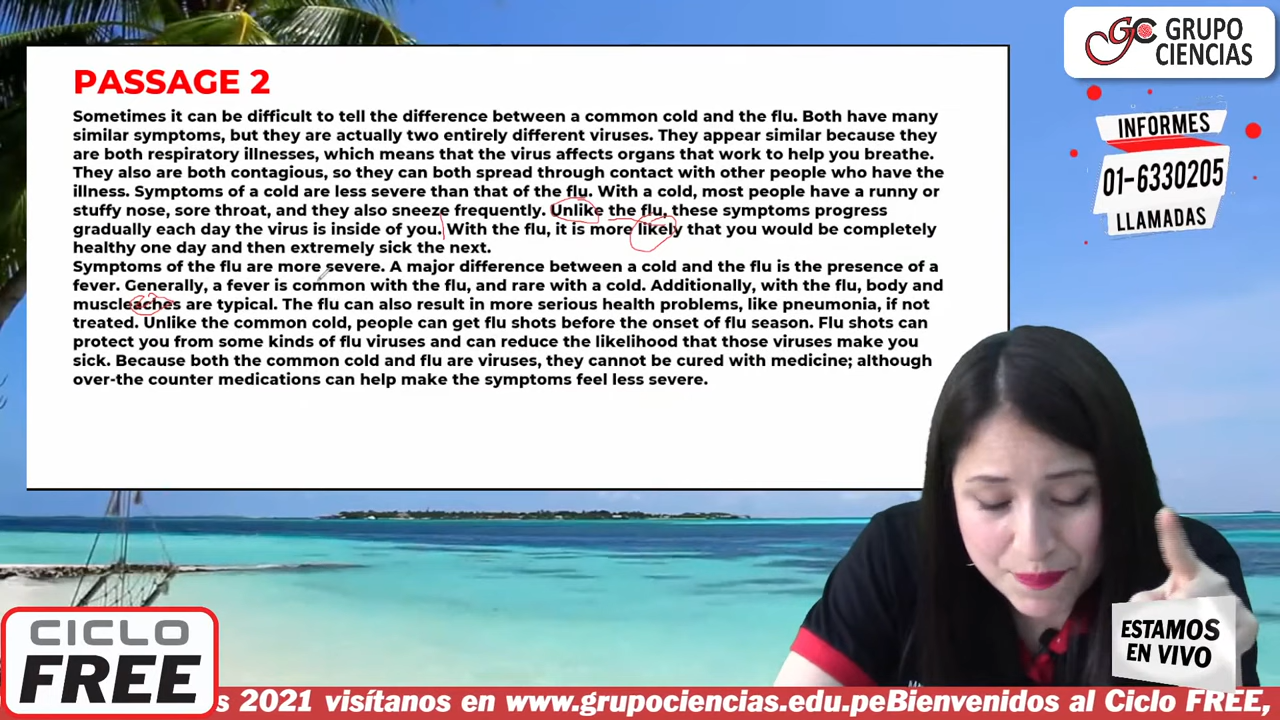 GRUPO
CIENCIAS
INFORMES
01-6330205
LLAMADAS
PASSAGE 2
Sometimes it can be difficult to tell the difference between a common cold and the flu. Both have many
similar symptoms, but they are actually two entirely different viruses. They appear similar because they
are both respiratory illnesses, which means that the virus affects organs that work to help you breathe.
They also are both contagious, so they can both spread through contact with other people who have the
illness. Symptoms of a cold are less severe than that of the flu. With a cold, most people have a runny or
stuffy nose, sore throat, and they also sneeze frequently. Unlike the flu, these symptoms progress
gradually each day the virus is inside of you. With the flu, it is more likely that you would be completely
healthy one day and then extremely sick the next.
Symptoms of the flu are more severe. A major difference between a cold and the flu is the presence of a
fever. Generally, a fever is common with the flu, and rare with a cold. Additionally, with the flu, body and
muscleaches are typical. The flu can also result in more serious health problems, like pneumonia, if not
treated. Unlike the common cold, people can get flu shots before the onset of flu season. Flu shots can
protect you from some kinds of flu viruses and can reduce the likelihood that those viruses make you
sick. Because both the common cold and flu are viruses, they cannot be cured with medicine; although
over-the counter medications can help make the symptoms feel less severe.
ESTAMOS
EN VIVO
CICLO
FREE
s 2021 visítanos en www.grupociencias.edu.peBienvenidos al Ciclo FREE,